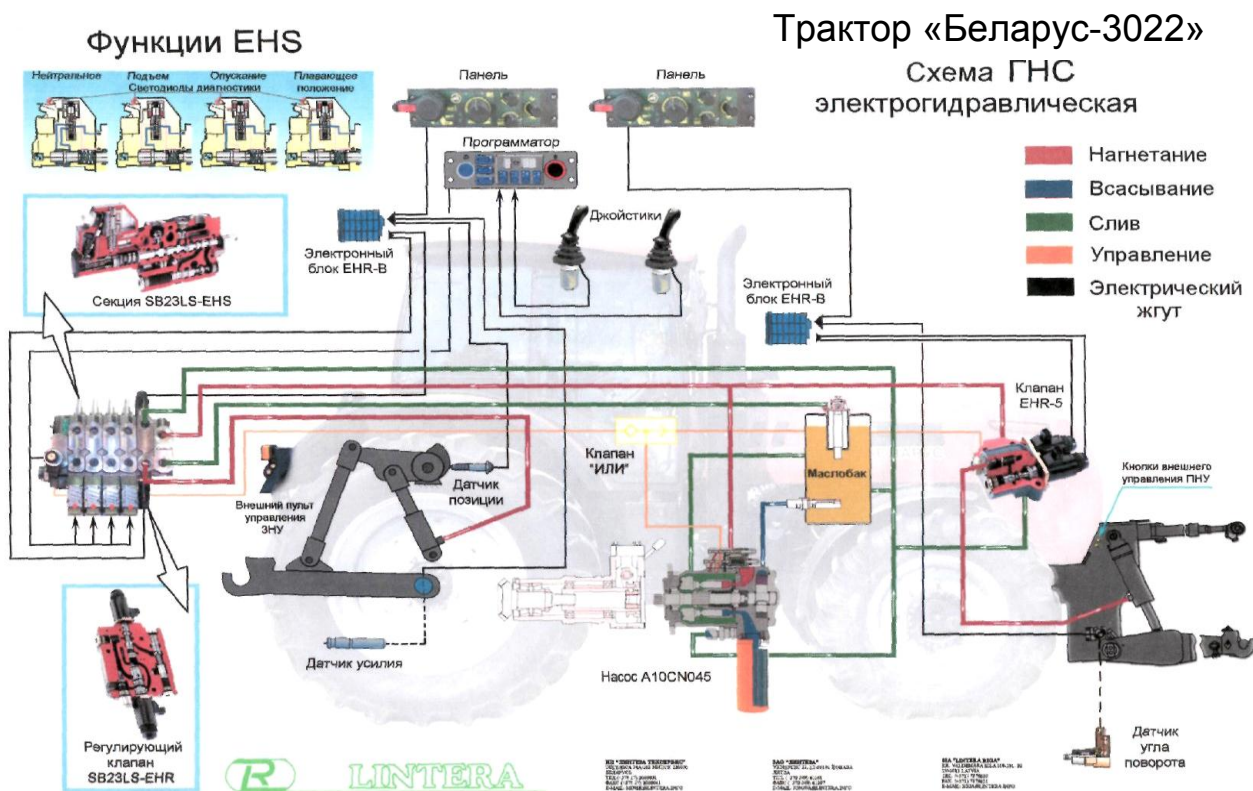 Трактор «Беларус-3022»
Функции EHS
Схема ГНС
электрогидравлическая
Нейтральное
Подъем
Опускание
Плавающее
положение
Светодиоды диагностики
Панель
Панель
Программатор
Нагнетание
Всасывание
Слив
Управление
Электрический
жгут
Джойстики
Электронный
блок EHR-B
Электронный
блок EHR-B
Секция SB23LS-EHS
Клапан
EHR-5
Клапан
"ИЛИ"
Маслобак
Датчик
позиции
Внешний пульт
управления
ЗНУ
Кнопки внешнего
управления ПНУ
Датчик усилия
Насос A10CN045
Регулирующий
клапан
SB23LS-EHR
Датчик
угла
поворота
LINTERA